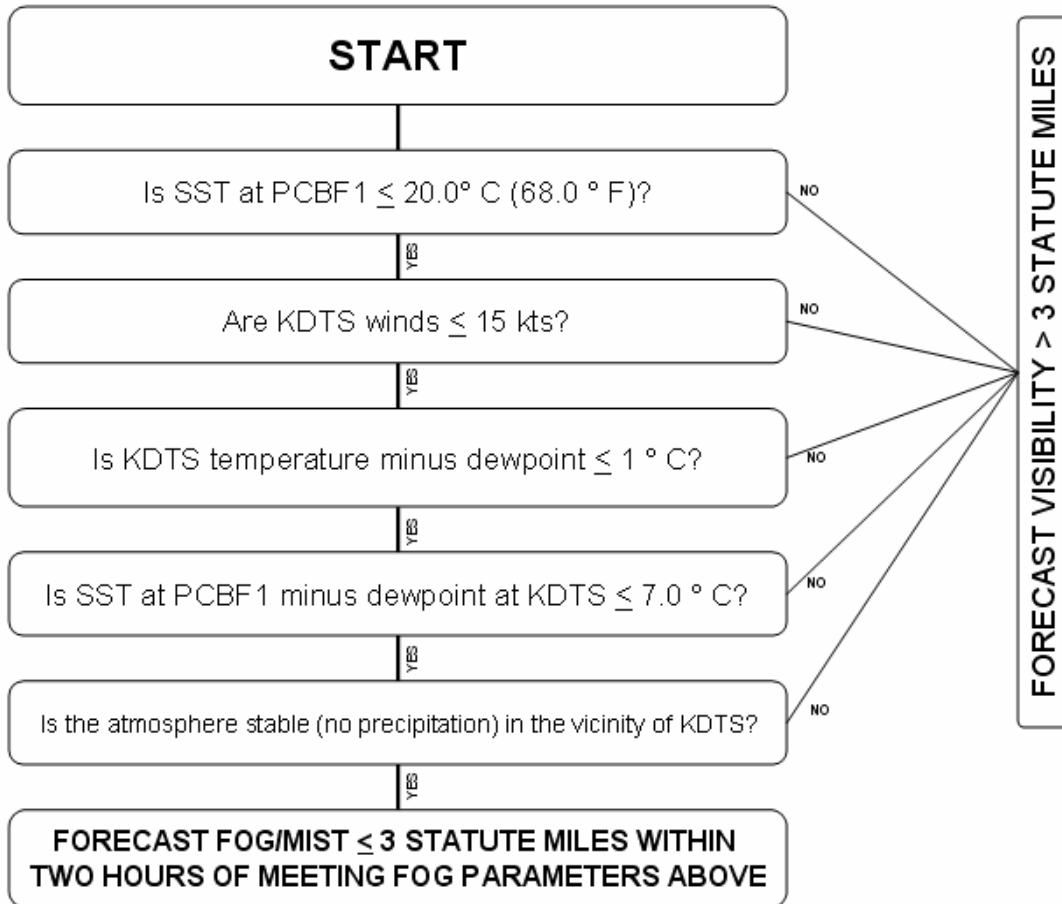 START
Is SST at PCBF1 ≤ 20.0° C (68.0 ° F)?
NO
YES
Are KDTS winds ≤ 15 kts?
NO
YES
Is KDTS temperature minus dewpoint ≤ 1 ° C?
NO
YES
Is SST at PCBF1 minus dewpoint at KDTS ≤ 7.0 ° C?
NO
YES
Is the atmosphere stable (no precipitation) in the vicinity of KDTS?
NO
YES
FORECAST FOG/MIST ≤ 3 STATUTE MILES WITHIN
TWO HOURS OF MEETING FOG PARAMETERS ABOVE
FORECAST VISIBILITY > 3 STATUTE MILES